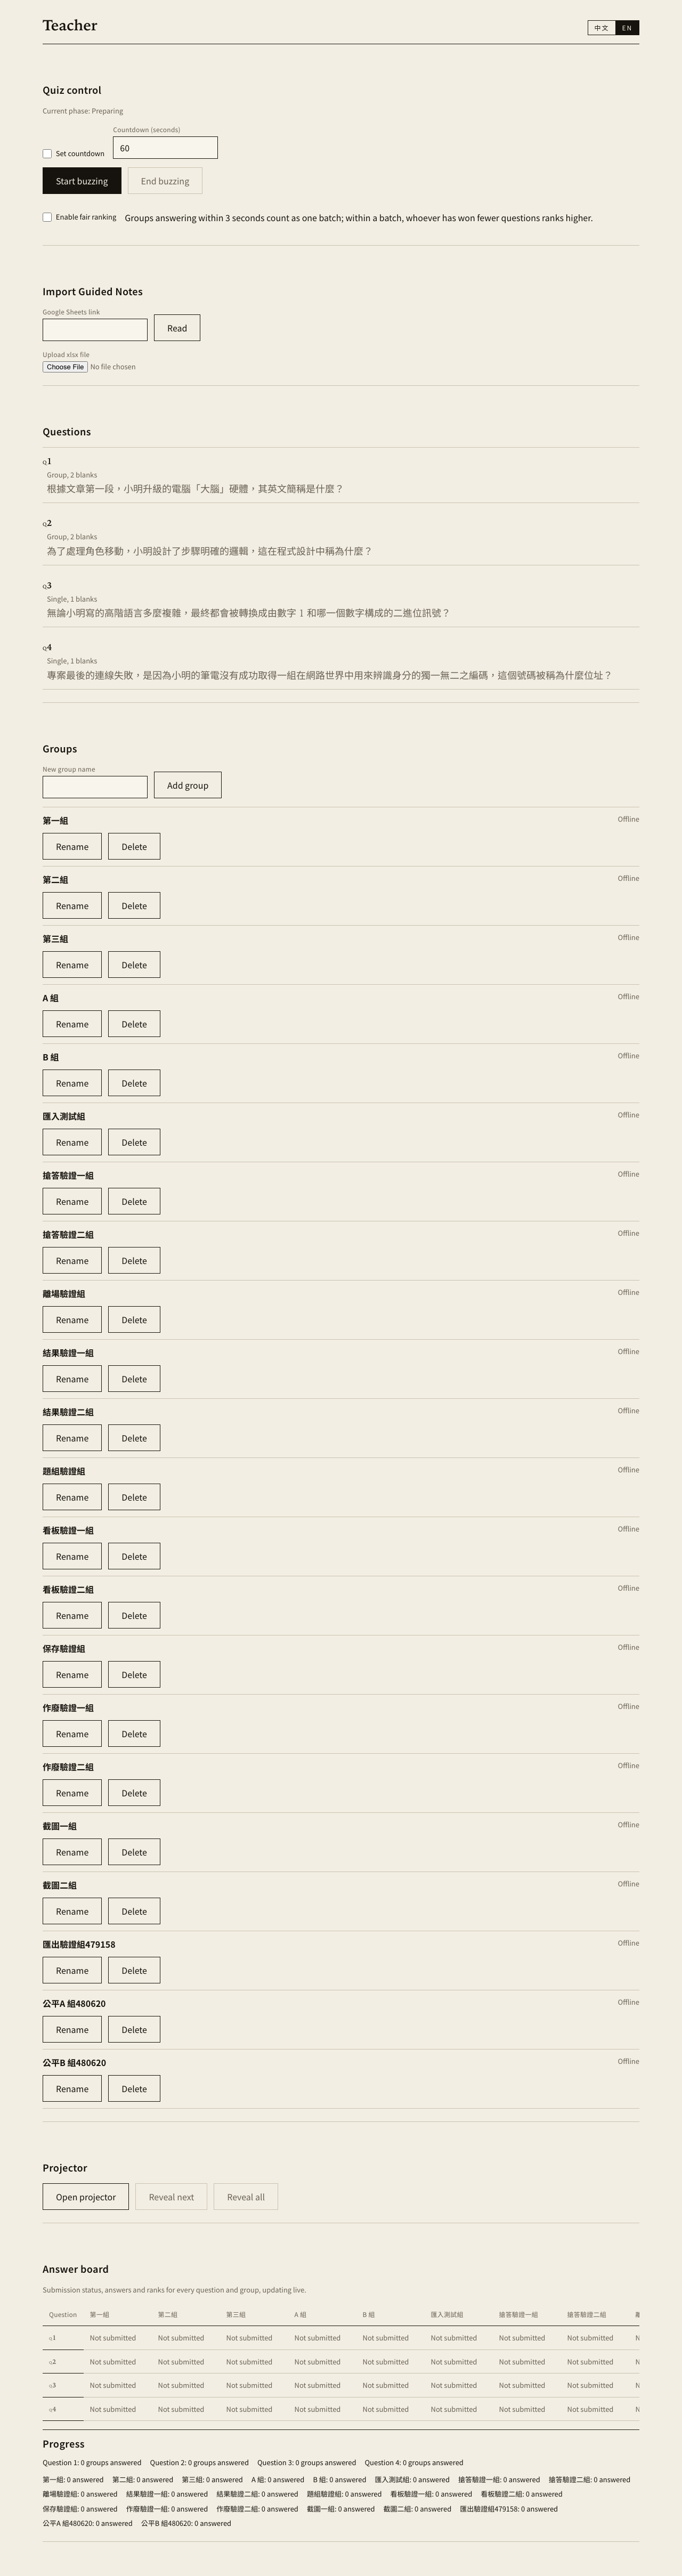 Teacher
中文 EN
Quiz control
Current phase: Preparing
Countdown (seconds)
Set countdown 60
Start buzzing End buzzing
Enable fair ranking Groups answering within 3 seconds count as one batch; within a batch, whoever has won fewer questions ranks higher.
Import Guided Notes
Google Sheets link
Read
Upload xlsx file
Choose File No file chosen
Questions
Q1
Group, 2 blanks
根據文章第一段，小明升級的電腦「大腦」硬體，其英文簡稱是什麼？
Q2
Group, 2 blanks
為了處理角色移動，小明設計了步驟明確的邏輯，這在程式設計中稱為什麼？
Q3
Single, 1 blanks
無論小明寫的高階語言多麼複雜，最終都會被轉換成由數字 1 和哪一個數字構成的二進位訊號？
Q4
Single, 1 blanks
專案最後的連線失敗，是因為小明的筆電沒有成功取得一組在網路世界中用來辨識身分的獨一無二之編碼，這個號碼被稱為什麼位址？
Groups
New group name
Add group
第一組 Offline
Rename Delete
第二組 Offline
Rename Delete
第三組 Offline
Rename Delete
A 組 Offline
Rename Delete
B 組 Offline
Rename Delete
匯入測試組 Offline
Rename Delete
搶答驗證一組 Offline
Rename Delete
搶答驗證二組 Offline
Rename Delete
離場驗證組 Offline
Rename Delete
結果驗證一組 Offline
Rename Delete
結果驗證二組 Offline
Rename Delete
題組驗證組 Offline
Rename Delete
看板驗證一組 Offline
Rename Delete
看板驗證二組 Offline
Rename Delete
保存驗證組 Offline
Rename Delete
作廢驗證一組 Offline
Rename Delete
作廢驗證二組 Offline
Rename Delete
截圖一組 Offline
Rename Delete
截圖二組 Offline
Rename Delete
匯出驗證組479158 Offline
Rename Delete
公平A 組480620 Offline
Rename Delete
公平B 組480620 Offline
Rename Delete
Projector
Open projector Reveal next Reveal all
Answer board
Submission status, answers and ranks for every question and group, updating live.
Question 第一組 第二組 第三組 A 組 B 組 匯入測試組 搶答驗證一組 搶答驗證二組
Q1 Not submitted Not submitted Not submitted Not submitted Not submitted Not submitted Not submitted Not submitted
Q2 Not submitted Not submitted Not submitted Not submitted Not submitted Not submitted Not submitted Not submitted
Q3 Not submitted Not submitted Not submitted Not submitted Not submitted Not submitted Not submitted Not submitted
Q4 Not submitted Not submitted Not submitted Not submitted Not submitted Not submitted Not submitted Not submitted
Progress
Question 1: 0 groups answered Question 2: 0 groups answered Question 3: 0 groups answered Question 4: 0 groups answered
第一組: 0 answered 第二組: 0 answered 第三組: 0 answered A 組: 0 answered B 組: 0 answered 匯入測試組: 0 answered 搶答驗證一組: 0 answered 搶答驗證二組: 0 answered
離場驗證組: 0 answered 結果驗證一組: 0 answered 結果驗證二組: 0 answered 題組驗證組: 0 answered 看板驗證一組: 0 answered 看板驗證二組: 0 answered
保存驗證組: 0 answered 作廢驗證一組: 0 answered 作廢驗證二組: 0 answered 截圖一組: 0 answered 截圖二組: 0 answered 匯出驗證組479158: 0 answered
公平A 組480620: 0 answered 公平B 組480620: 0 answered